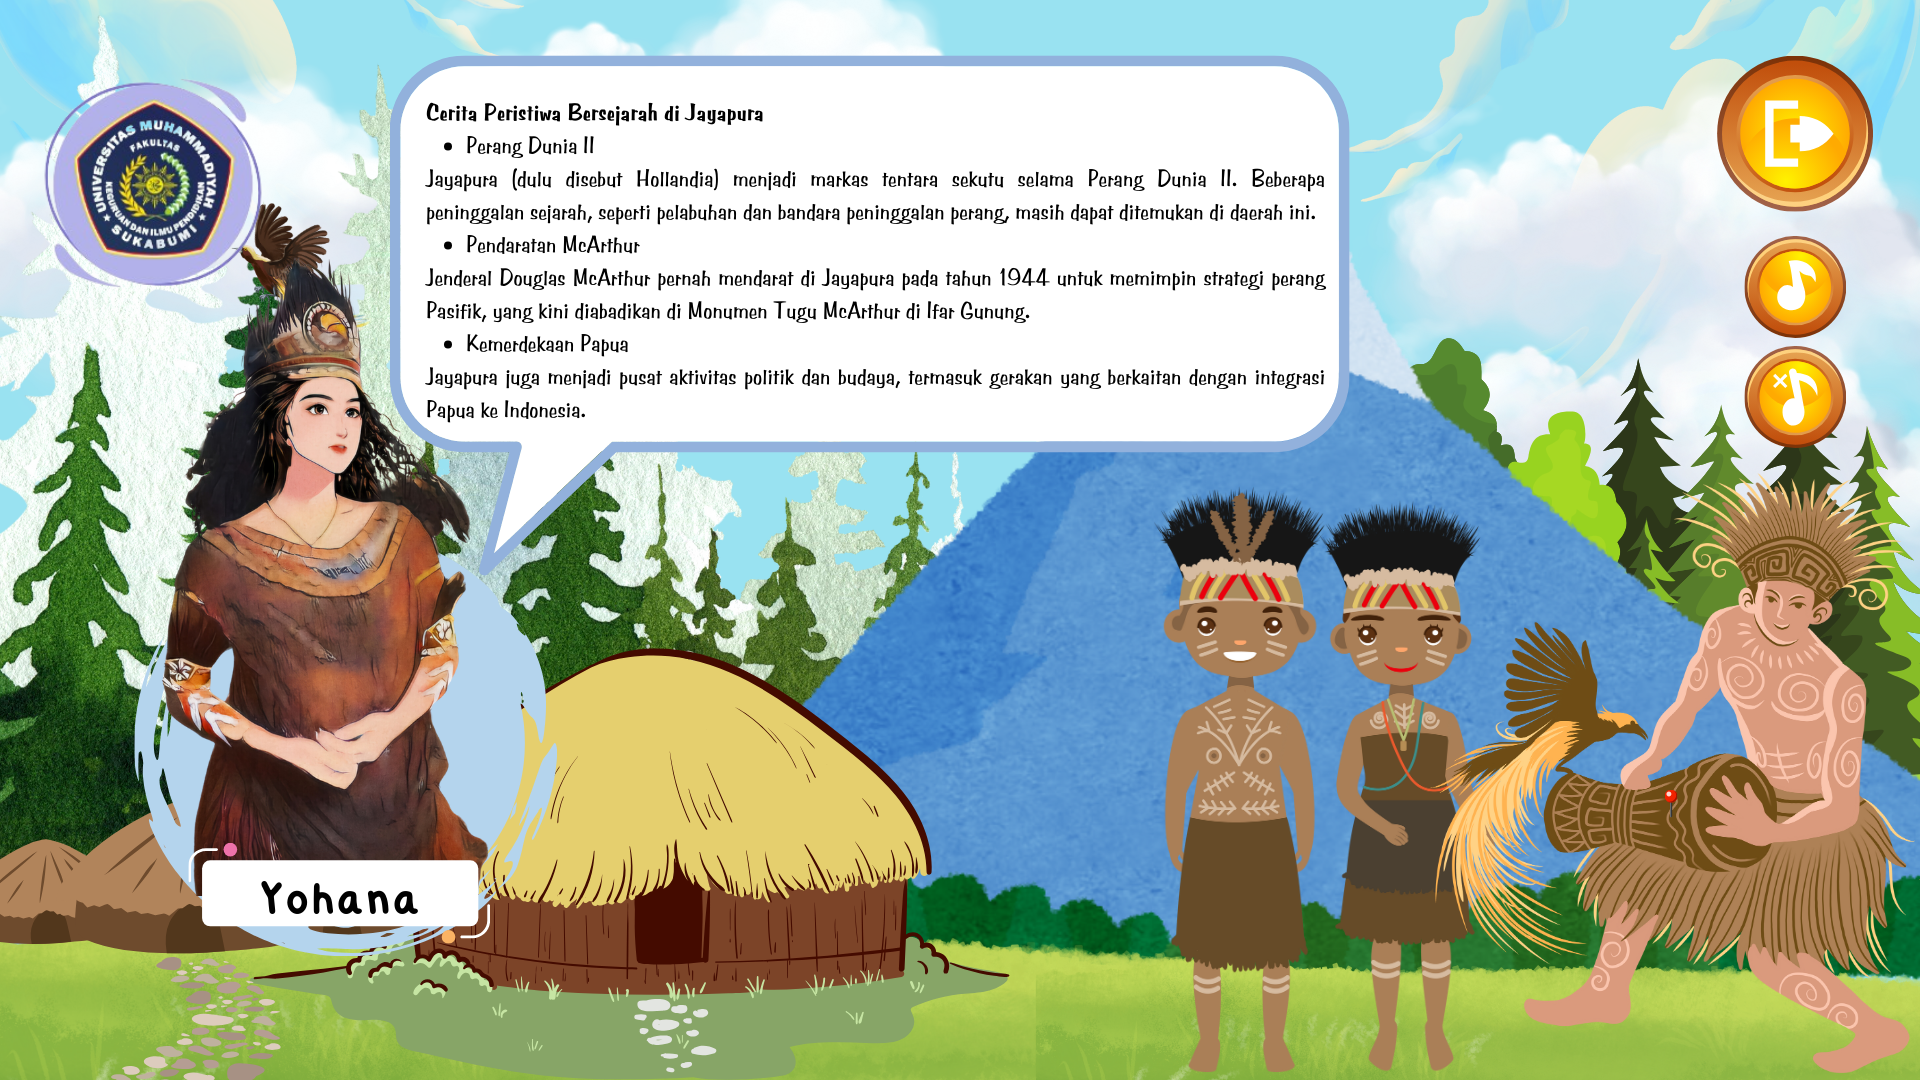 UNIVERSITAS MUHAMMADIYAH
FAKULTAS
KEGURUAN DAN ILMU PENDIDIKAN
SUKABUMI
Cerita Peristiwa Bersejarah di Jayapura
• Perang Dunia II
Jayapura (dulu disebut Hollandia) menjadi markas tentara sekutu selama Perang Dunia II. Beberapa
peninggalan sejarah, seperti pelabuhan dan bandara peninggalan perang, masih dapat ditemukan di daerah ini.
• Pendaratan McArthur
Jenderal Douglas McArthur pernah mendarat di Jayapura pada tahun 1944 untuk memimpin strategi perang
Pasifik, yang kini diabadikan di Monumen Tugu McArthur di Ifar Gunung.
• Kemerdekaan Papua
Jayapura juga menjadi pusat aktivitas politik dan budaya, termasuk gerakan yang berkaitan dengan integrasi
Papua ke Indonesia.
Yohana